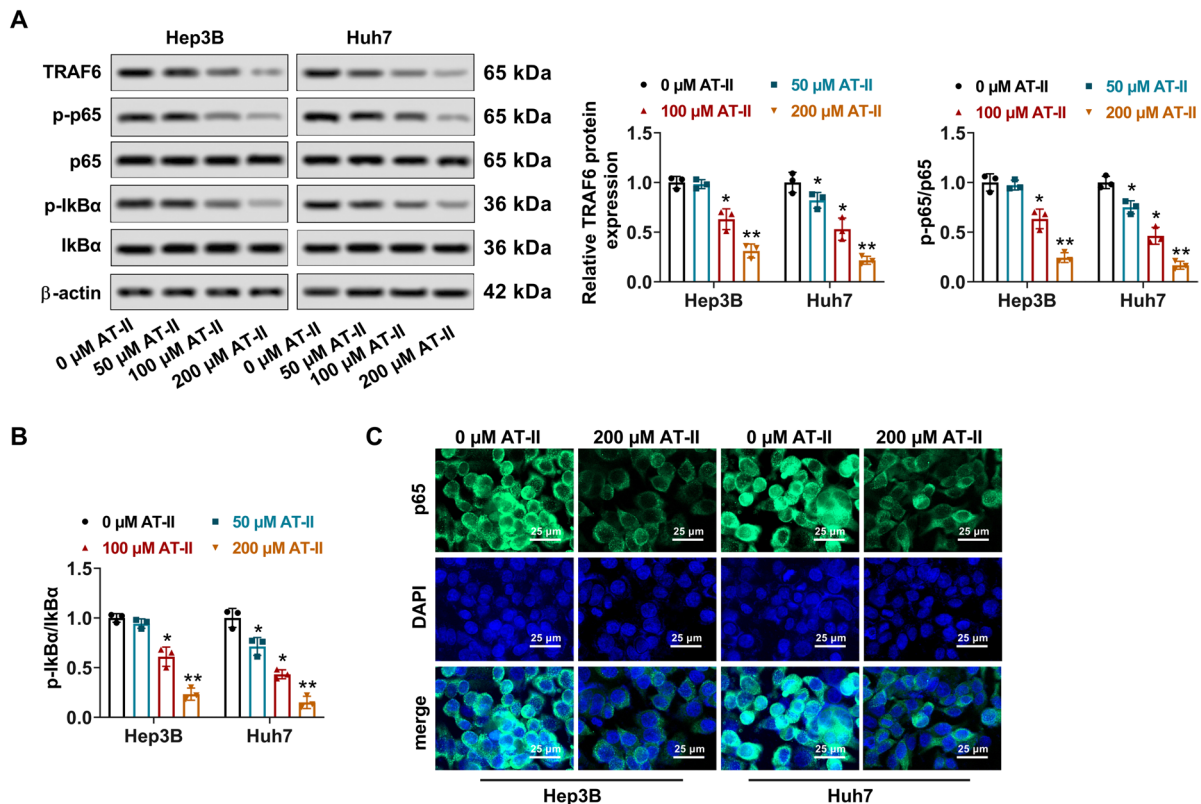 A
Hep3B
Huh7
TRAF6
65 kDa
p-p65
65 kDa
p65
65 kDa
p-IkBα
36 kDa
IkBα
36 kDa
β-actin
42 kDa
0 µM AT-II
50 µM AT-II
100 µM AT-II
200 µM AT-II
0 µM AT-II
50 µM AT-II
100 µM AT-II
200 µM AT-II
0 µM AT-II
50 µM AT-II
100 µM AT-II
200 µM AT-II
Relative TRAF6 protein
expression
1.5
1.0
0.5
0.0
*
**
*
*
**
Hep3B
Huh7
0 µM AT-II
50 µM AT-II
100 µM AT-II
200 µM AT-II
p-p65/p65
1.5
1.0
0.5
0.0
*
**
*
*
**
Hep3B
Huh7
B
0 µM AT-II
50 µM AT-II
100 µM AT-II
200 µM AT-II
p-IkBα/IkBα
1.5
1.0
0.5
0.0
*
**
*
*
**
Hep3B
Huh7
C
0 µM AT-II
200 µM AT-II
0 µM AT-II
200 µM AT-II
p65
25 µm
25 µm
25 µm
25 µm
DAPI
25 µm
25 µm
25 µm
25 µm
merge
25 µm
25 µm
25 µm
25 µm
Hep3B
Huh7